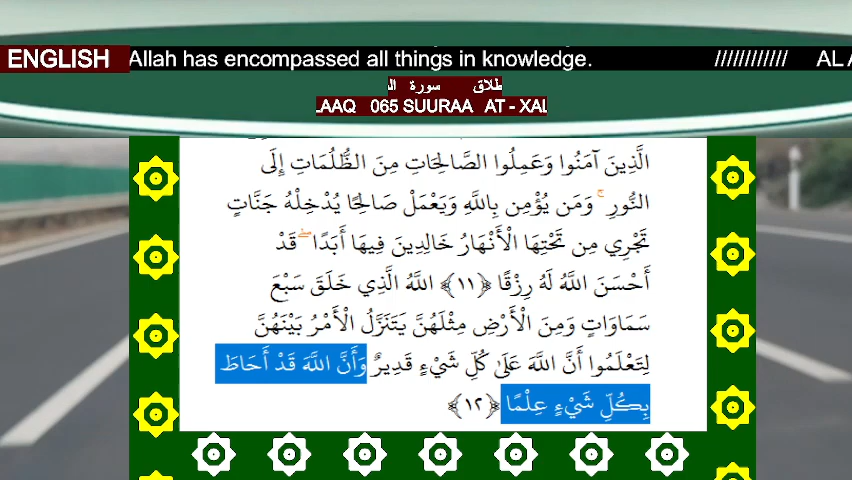 ENGLISH Allah has encompassed all things in knowledge. //////////// AL A
طلاق سورة ال
LAAQ 065 SUURAA AT - XAL
الَّذِينَ آمَنُوا وَعَمِلُوا الصَّالِحَاتِ مِنَ الظُّلُمَاتِ إِلَى
النُّورِ ۚ وَمَن يُؤْمِن بِاللَّهِ وَيَعْمَلْ صَالِحًا يُدْخِلْهُ جَنَّاتٍ
تَجْرِي مِن تَحْتِهَا الْأَنْهَارُ خَالِدِينَ فِيهَا أَبَدًا ۖ قَدْ
أَحْسَنَ اللَّهُ لَهُ رِزْقًا ﴿١١﴾ اللَّهُ الَّذِي خَلَقَ سَبْعَ
سَمَاوَاتٍ وَمِنَ الْأَرْضِ مِثْلَهُنَّ يَتَنَزَّلُ الْأَمْرُ بَيْنَهُنَّ
لِتَعْلَمُوا أَنَّ اللَّهَ عَلَىٰ كُلِّ شَيْءٍ قَدِيرٌ وَأَنَّ اللَّهَ قَدْ أَحَاطَ
بِكُلِّ شَيْءٍ عِلْمًا ﴿١٢﴾